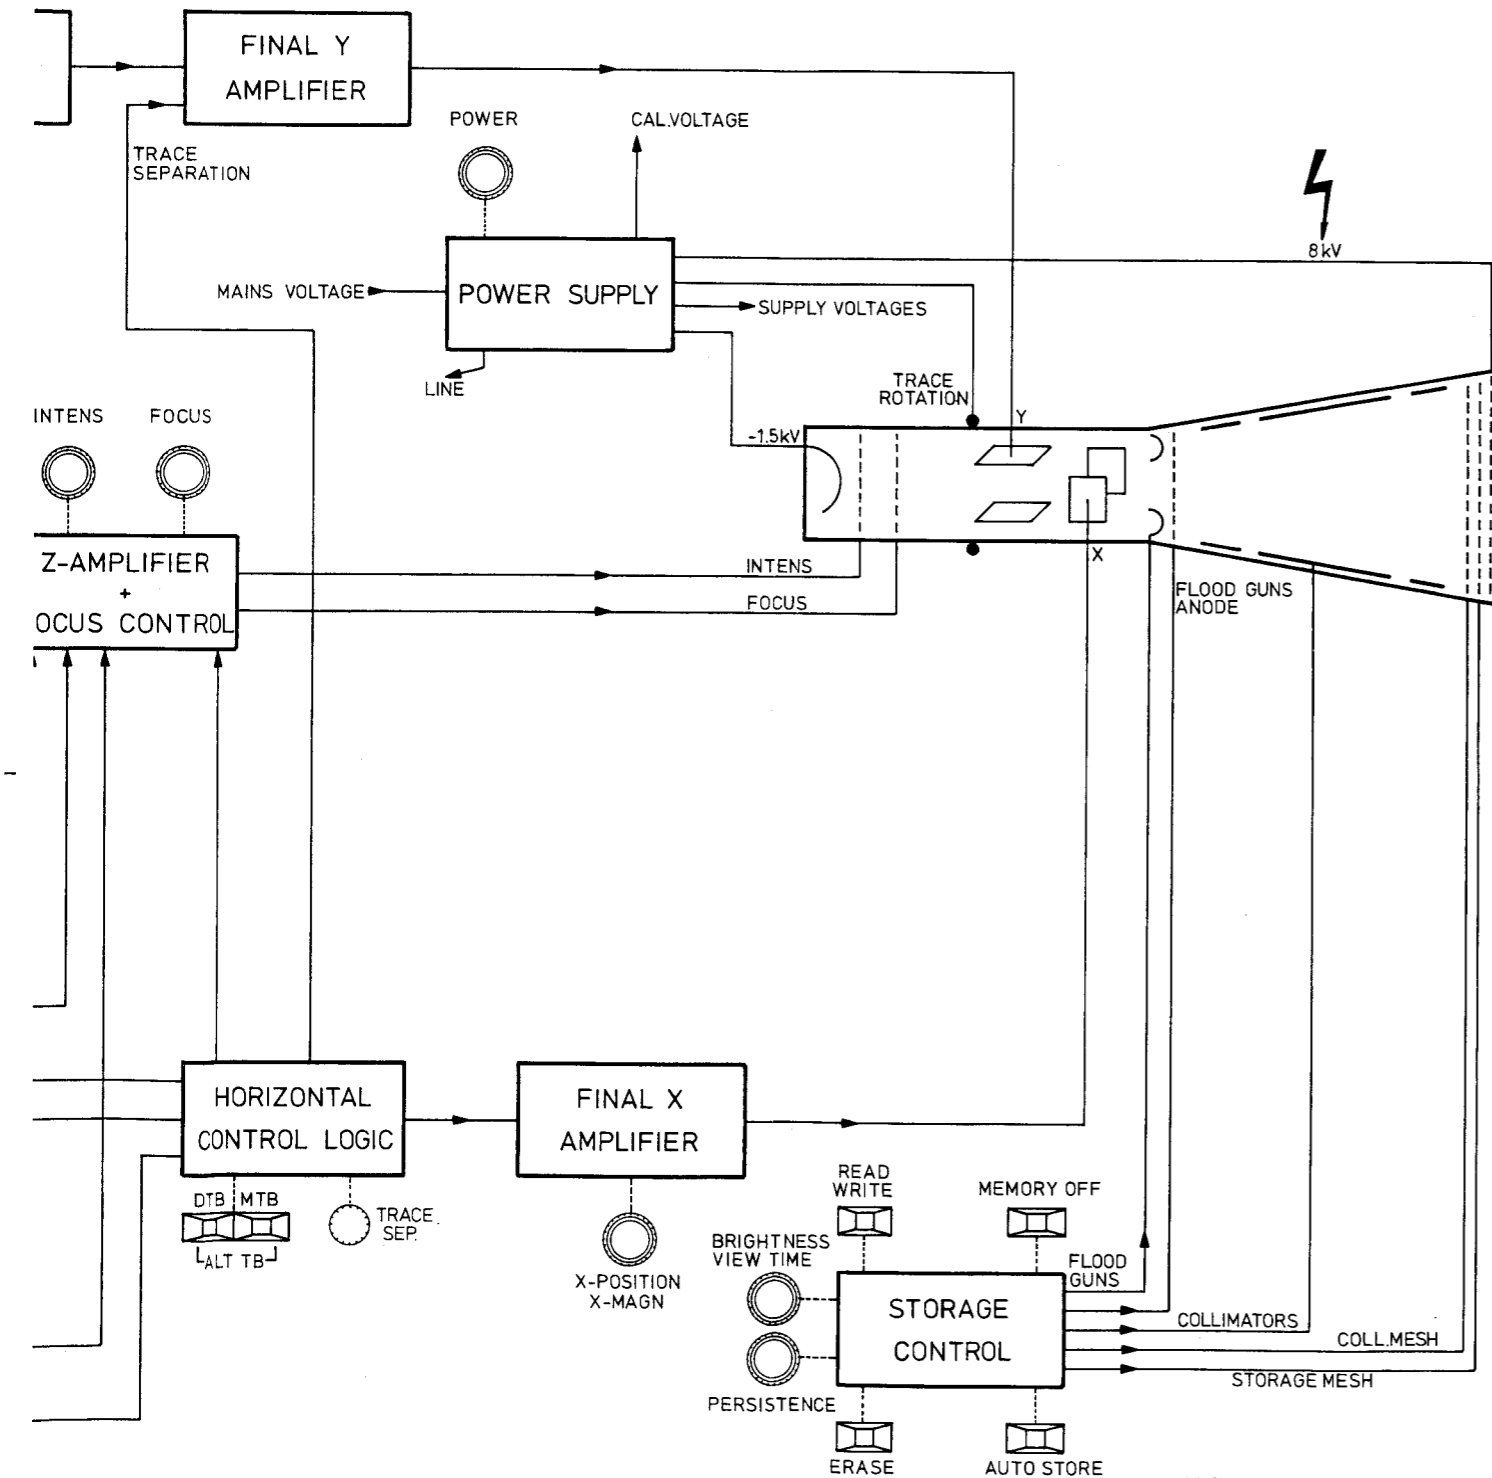 FINAL Y
AMPLIFIER
TRACE
SEPARATION
POWER
CAL.VOLTAGE
8kV
MAINS VOLTAGE
POWER SUPPLY
SUPPLY VOLTAGES
LINE
TRACE
ROTATION
Y
-1.5kV
INTENS
FOCUS
Z-AMPLIFIER
+
OCUS CONTROL
INTENS
FOCUS
X
FLOOD GUNS
ANODE
HORIZONTAL
CONTROL LOGIC
FINAL X
AMPLIFIER
DTB
MTB
ALT TB
TRACE
SEP.
X-POSITION
X-MAGN
READ
WRITE
MEMORY OFF
BRIGHTNESS
VIEW TIME
FLOOD
GUNS
STORAGE
CONTROL
COLLIMATORS
COLL.MESH
STORAGE MESH
PERSISTENCE
ERASE
AUTO STORE